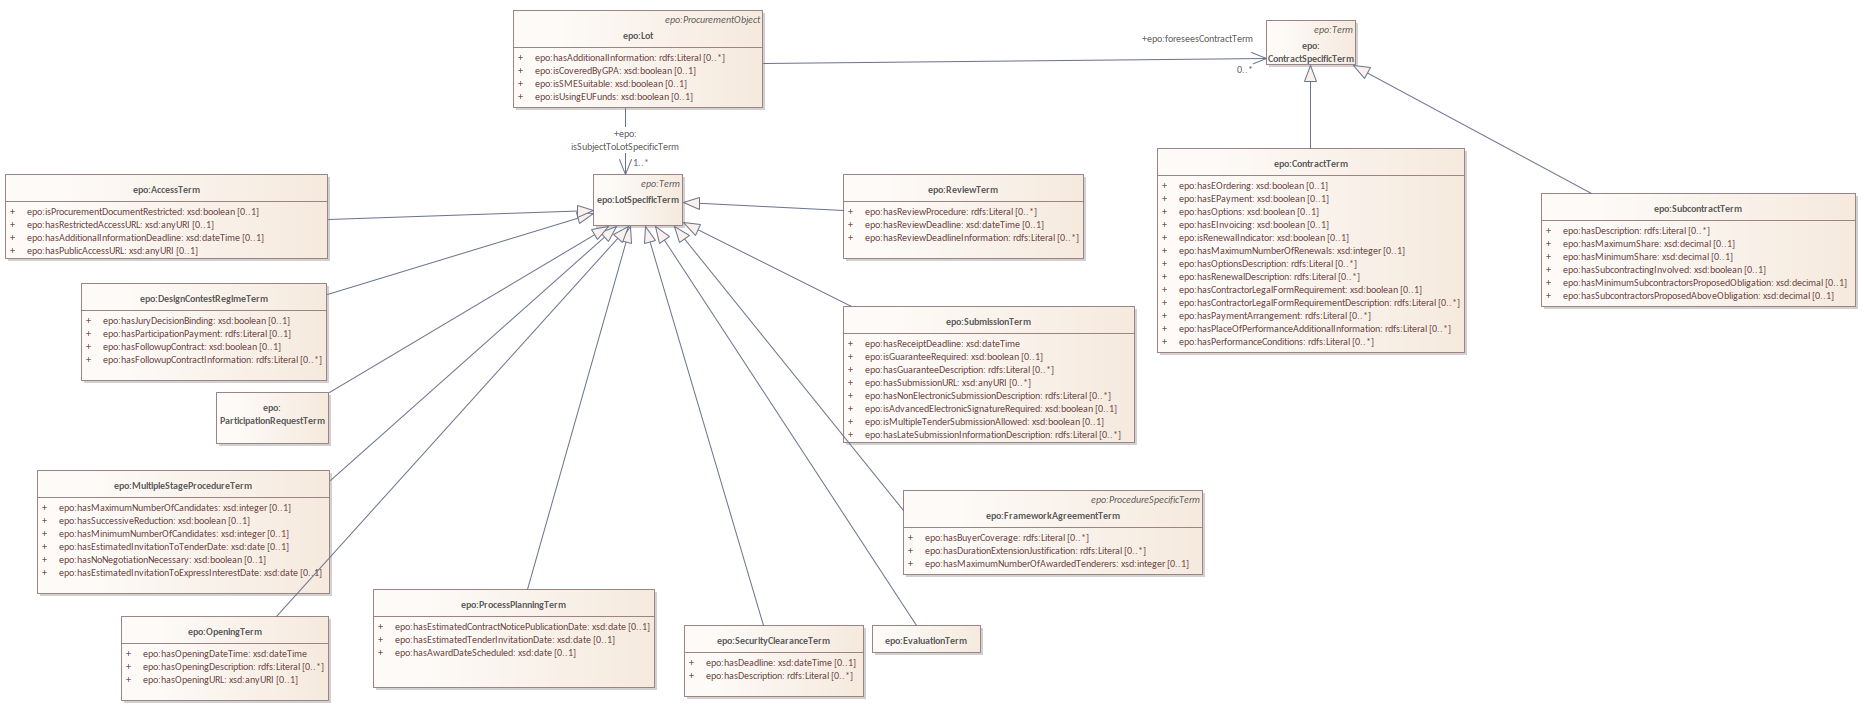 epo:ProcurementObject
epo:Lot
+ epo:hasAdditionalInformation: rdfs:Literal [0..*]
+ epo:isCoveredByGPA: xsd:boolean [0..1]
+ epo:isSMESuitable: xsd:boolean [0..1]
+ epo:isUsingEUFunds: xsd:boolean [0..1]
+epo:foreseesContractTerm
0..*
epo:Term
epo:
ContractSpecificTerm
+epo:
isSubjectToLotSpecificTerm
1..*
epo:Term
epo:LotSpecificTerm
epo:AccessTerm
+ epo:isProcurementDocumentRestricted: xsd:boolean [0..1]
+ epo:hasRestrictedAccessURL: xsd:anyURI [0..1]
+ epo:hasAdditionalInformationDeadline: xsd:dateTime [0..1]
+ epo:hasPublicAccessURL: xsd:anyURI [0..1]
epo:ReviewTerm
+ epo:hasReviewProcedure: rdfs:Literal [0..*]
+ epo:hasReviewDeadline: xsd:dateTime [0..1]
+ epo:hasReviewDeadlineInformation: rdfs:Literal [0..*]
epo:ContractTerm
+ epo:hasEOrdering: xsd:boolean [0..1]
+ epo:hasEPayment: xsd:boolean [0..1]
+ epo:hasOptions: xsd:boolean [0..1]
+ epo:hasEInvoicing: xsd:boolean [0..1]
+ epo:isRenewalIndicator: xsd:boolean [0..1]
+ epo:hasMaximumNumberOfRenewals: xsd:integer [0..1]
+ epo:hasOptionsDescription: rdfs:Literal [0..*]
+ epo:hasRenewalDescription: rdfs:Literal [0..*]
+ epo:hasContractorLegalFormRequirement: xsd:boolean [0..1]
+ epo:hasContractorLegalFormRequirementDescription: rdfs:Literal [0..*]
+ epo:hasPaymentArrangement: rdfs:Literal [0..*]
+ epo:hasPlaceOfPerformanceAdditionalInformation: rdfs:Literal [0..*]
+ epo:hasPerformanceConditions: rdfs:Literal [0..*]
epo:SubcontractTerm
+ epo:hasDescription: rdfs:Literal [0..*]
+ epo:hasMaximumShare: xsd:decimal [0..1]
+ epo:hasMinimumShare: xsd:decimal [0..1]
+ epo:hasSubcontractingInvolved: xsd:boolean [0..1]
+ epo:hasMinimumSubcontractorsProposedObligation: xsd:decimal [0..1]
+ epo:hasSubcontractorsProposedAboveObligation: xsd:decimal [0..1]
epo:DesignContestRegimeTerm
+ epo:hasJuryDecisionBinding: xsd:boolean [0..1]
+ epo:hasParticipationPayment: rdfs:Literal [0..1]
+ epo:hasFollowupContract: xsd:boolean [0..1]
+ epo:hasFollowupContractInformation: rdfs:Literal [0..*]
epo:SubmissionTerm
+ epo:hasReceiptDeadline: xsd:dateTime
+ epo:isGuaranteeRequired: xsd:boolean [0..1]
+ epo:hasGuaranteeDescription: rdfs:Literal [0..*]
+ epo:hasSubmissionURL: xsd:anyURI [0..*]
+ epo:hasNonElectronicSubmissionDescription: rdfs:Literal [0..*]
+ epo:isAdvancedElectronicSignatureRequired: xsd:boolean [0..1]
+ epo:isMultipleTenderSubmissionAllowed: xsd:boolean [0..1]
+ epo:hasLateSubmissionInformationDescription: rdfs:Literal [0..*]
epo:
ParticipationRequestTerm
epo:MultipleStageProcedureTerm
+ epo:hasMaximumNumberOfCandidates: xsd:integer [0..1]
+ epo:hasSuccessiveReduction: xsd:boolean [0..1]
+ epo:hasMinimumNumberOfCandidates: xsd:integer [0..1]
+ epo:hasEstimatedInvitationToTenderDate: xsd:date [0..1]
+ epo:hasNoNegotiationNecessary: xsd:boolean [0..1]
+ epo:hasEstimatedInvitationToExpressInterestDate: xsd:date [0..1]
epo:ProcedureSpecificTerm
epo:FrameworkAgreementTerm
+ epo:hasBuyerCoverage: rdfs:Literal [0..*]
+ epo:hasDurationExtensionJustification: rdfs:Literal [0..*]
+ epo:hasMaximumNumberOfAwardedTenderers: xsd:integer [0..1]
epo:OpeningTerm
+ epo:hasOpeningDateTime: xsd:dateTime
+ epo:hasOpeningDescription: rdfs:Literal [0..*]
+ epo:hasOpeningURL: xsd:anyURI [0..1]
epo:ProcessPlanningTerm
+ epo:hasEstimatedContractNoticePublicationDate: xsd:date [0..1]
+ epo:hasEstimatedTenderInvitationDate: xsd:date [0..1]
+ epo:hasAwardDateScheduled: xsd:date [0..1]
epo:SecurityClearanceTerm
+ epo:hasDeadline: xsd:dateTime [0..1]
+ epo:hasDescription: rdfs:Literal [0..*]
epo:EvaluationTerm